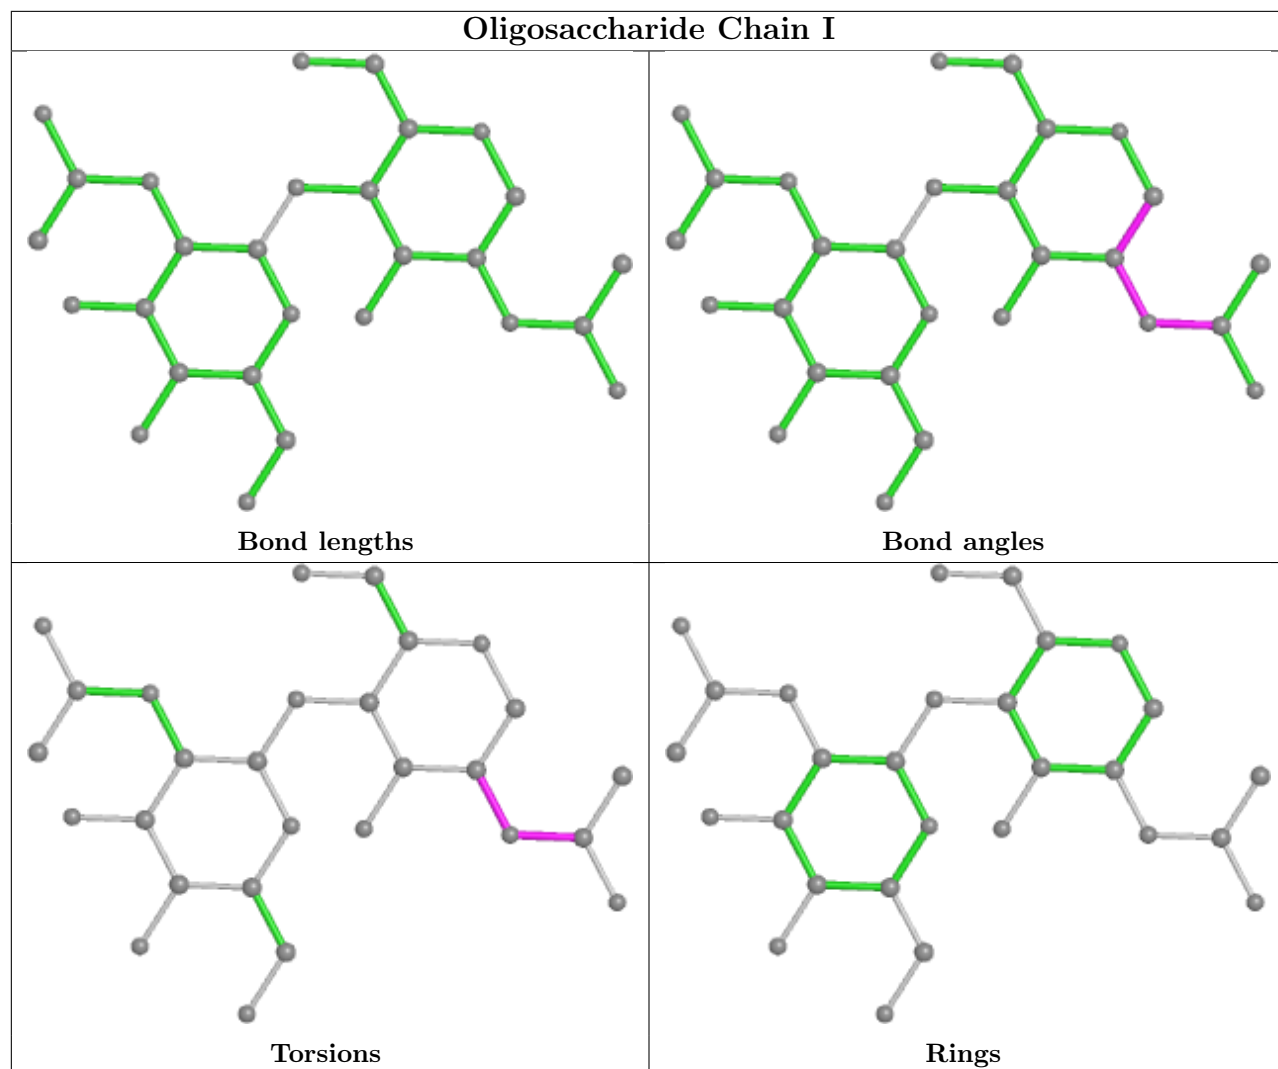 Oligosaccharide Chain I
Bond lengths
Bond angles
Torsions
Rings